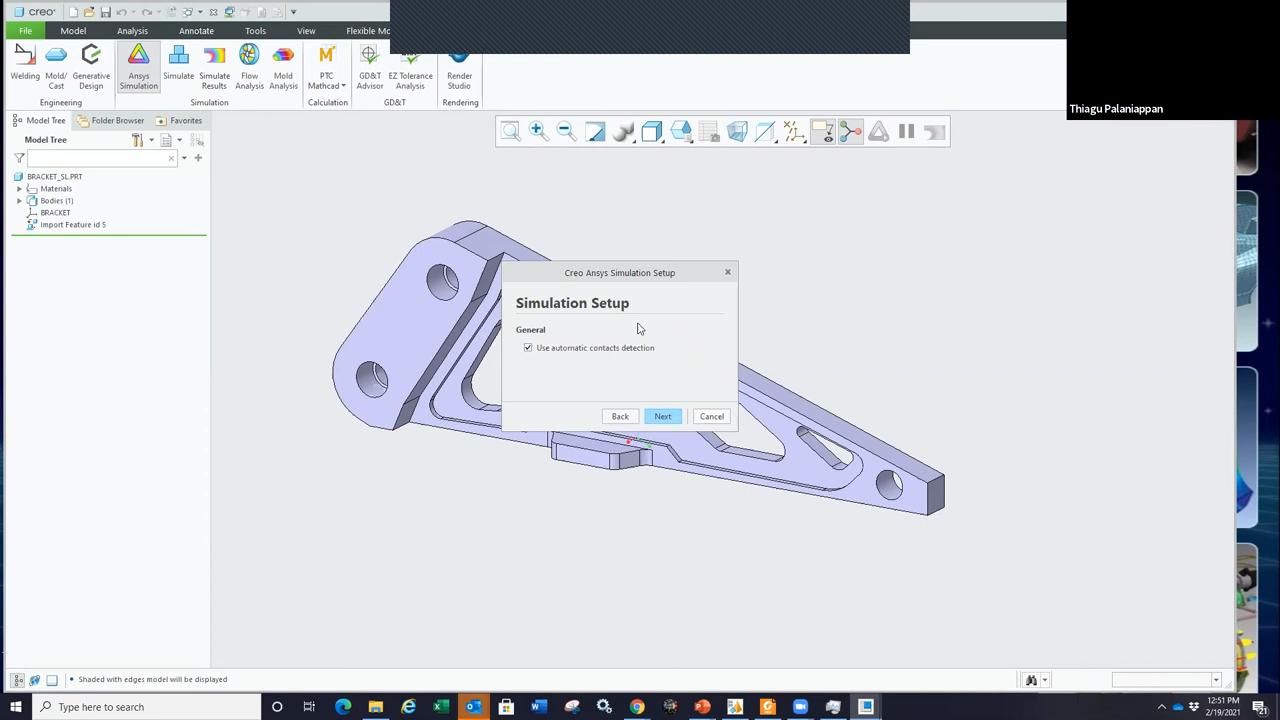 creo
File Model Analysis Annotate Tools View Flexible Mo
Thiagu Palaniappan
Welding Mold/ Cast Generative Design Ansys Simulation Simulate Simulate Results Flow Analysis Mold Analysis PTC Mathcad GD&T Advisor EZ Tolerance Analysis Render Studio
Engineering Simulation Calculation GD&T Rendering
Model Tree Folder Browser Favorites
Model Tree
BRACKET_SL.PRT
Materials
Bodies (1)
BRACKET
Import Feature id 5
Creo Ansys Simulation Setup
Simulation Setup
General
Use automatic contacts detection
Back Next Cancel
Shaded with edges model will be displayed
Type here to search
12:51 PM
2/19/2021
21